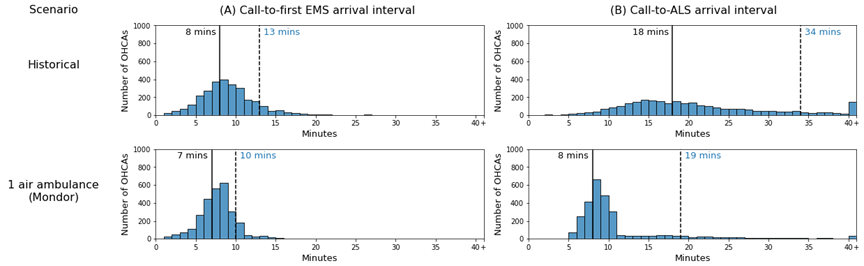 Scenario
(A) Call-to-first EMS arrival interval
(B) Call-to-ALS arrival interval
Historical
Number of OHCAs
1000
800
600
400
200
0
8 mins
13 mins
0 5 10 15 20 25 30 35 40+
Minutes
Number of OHCAs
1000
800
600
400
200
0
18 mins
34 mins
0 5 10 15 20 25 30 35 40+
Minutes
1 air ambulance
(Mondor)
Number of OHCAs
1000
800
600
400
200
0
7 mins
10 mins
0 5 10 15 20 25 30 35 40+
Minutes
Number of OHCAs
1000
800
600
400
200
0
8 mins
19 mins
0 5 10 15 20 25 30 35 40+
Minutes